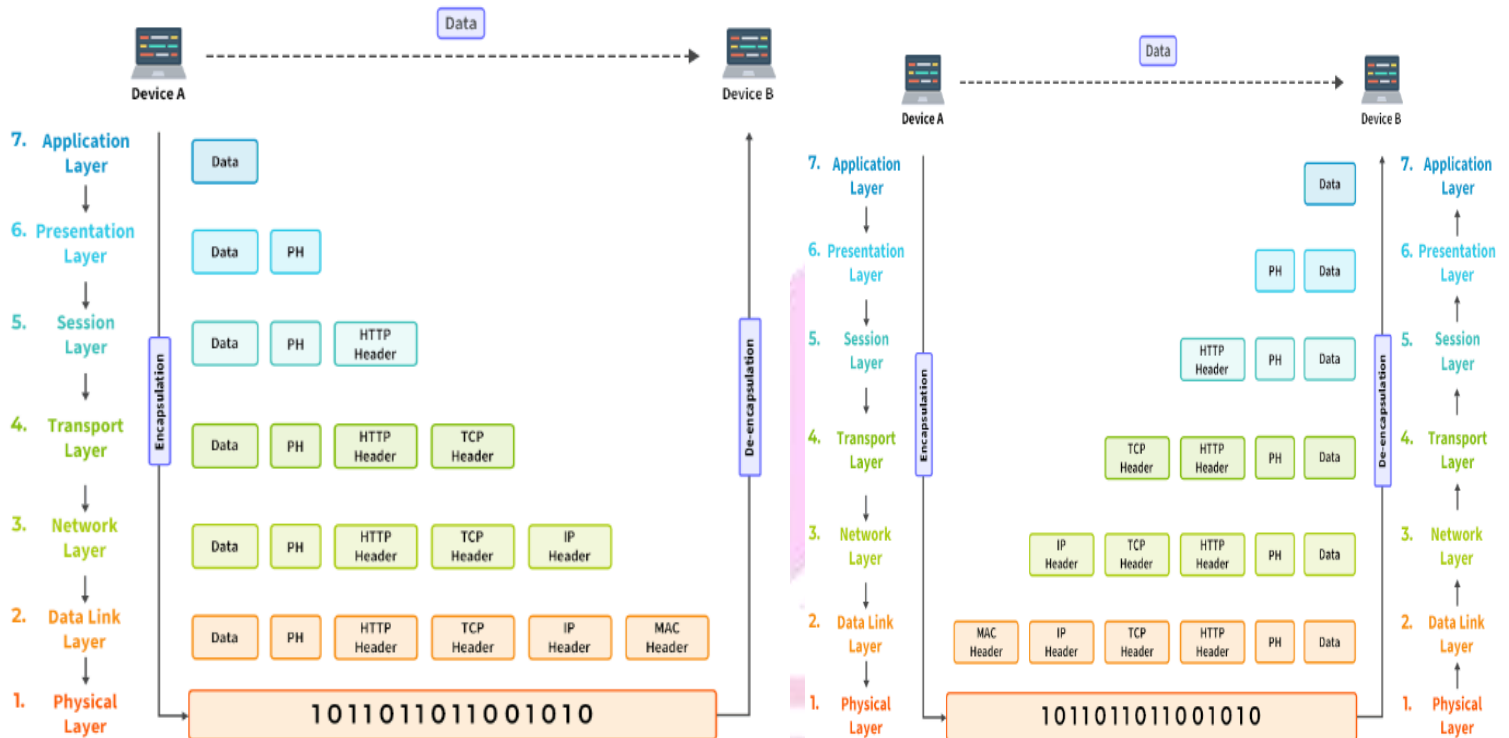 Data
Device A
Device B
7. Application
Layer
Data
6. Presentation
Layer
Data PH
5. Session
Layer
Data PH HTTP
Header
Encapsulation
De-encapsulation
4. Transport
Layer
Data PH HTTP
Header TCP
Header
3. Network
Layer
Data PH HTTP
Header TCP
Header IP
Header
2. Data Link
Layer
Data PH HTTP
Header TCP
Header IP
Header MAC
Header
1. Physical
Layer
1011011011001010
Data
Device A
Device B
7. Application
Layer
Data
7. Application
Layer
6. Presentation
Layer
PH Data
6. Presentation
Layer
5. Session
Layer
HTTP
Header PH Data
5. Session
Layer
Encapsulation
De-encapsulation
4. Transport
Layer
TCP
Header HTTP
Header PH Data
4. Transport
Layer
3. Network
Layer
IP
Header TCP
Header HTTP
Header PH Data
3. Network
Layer
2. Data Link
Layer
MAC
Header IP
Header TCP
Header HTTP
Header PH Data
2. Data Link
Layer
1. Physical
Layer
1011011011001010
1. Physical
Layer